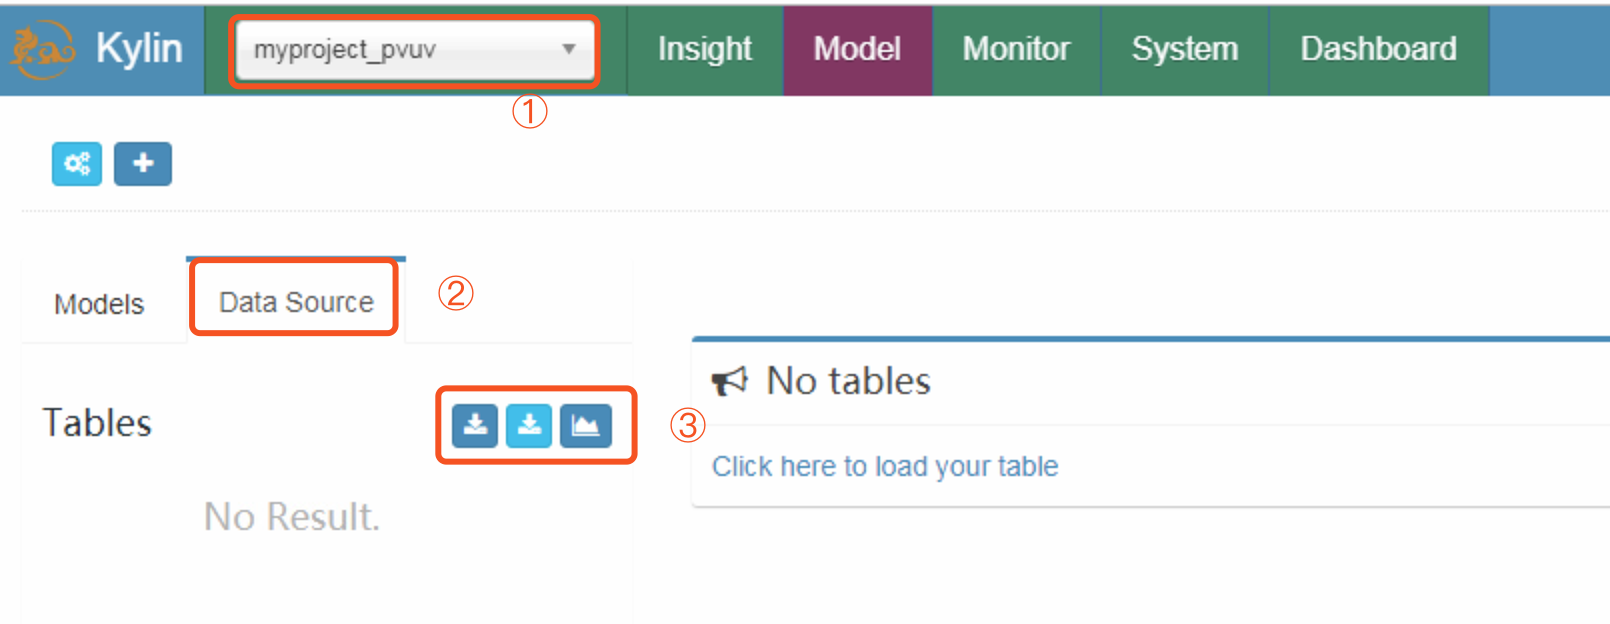 Kylin myproject_pvuv Insight Model Monitor System Dashboard
①
Models Data Source ②
No tables
Tables ③
Click here to load your table
No Result.